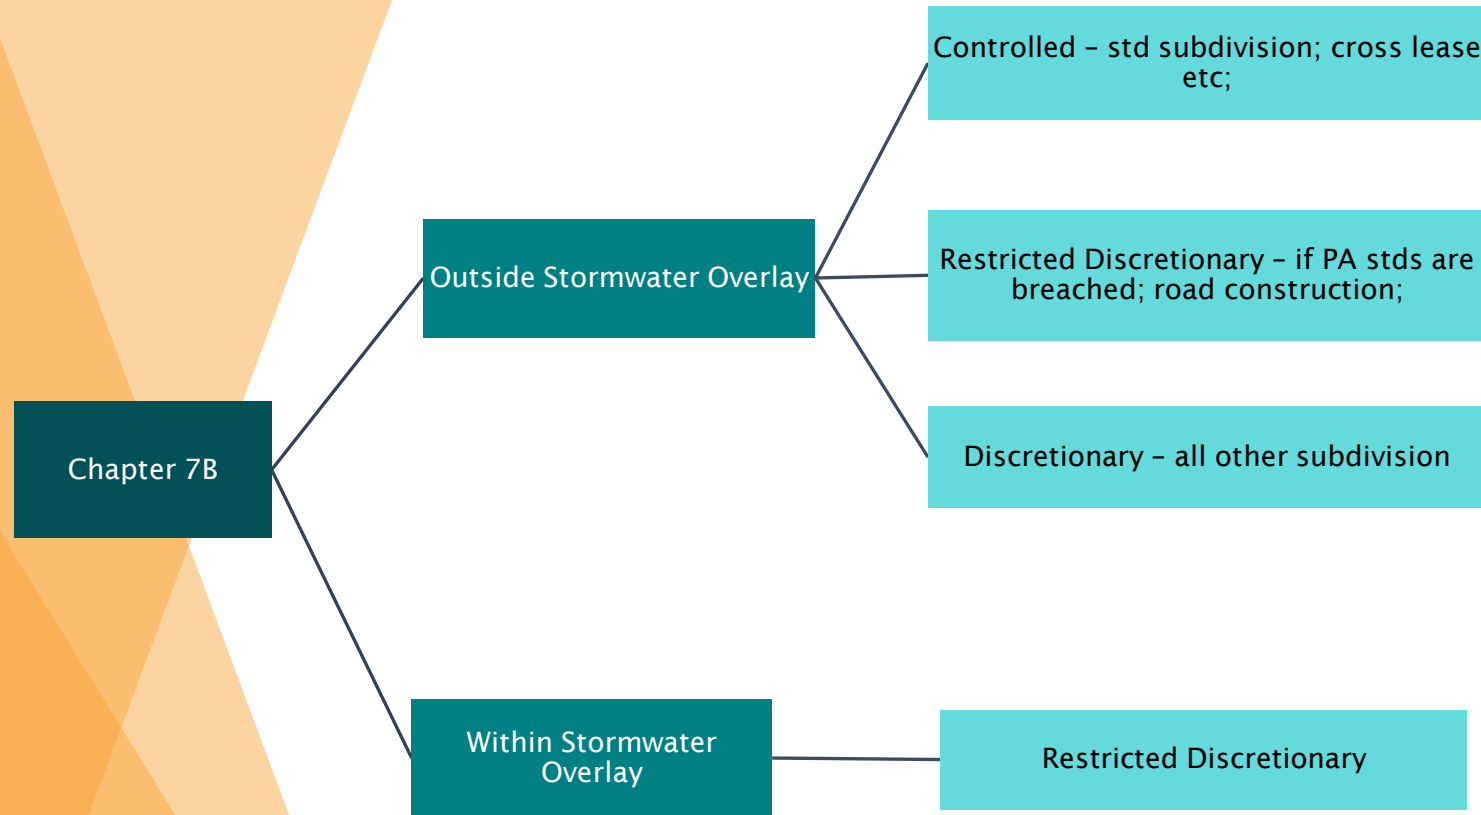 Chapter 7B
Outside Stormwater Overlay
Controlled – std subdivision; cross lease
etc;
Restricted Discretionary – if PA stds are
breached; road construction;
Discretionary – all other subdivision
Within Stormwater
Overlay
Restricted Discretionary